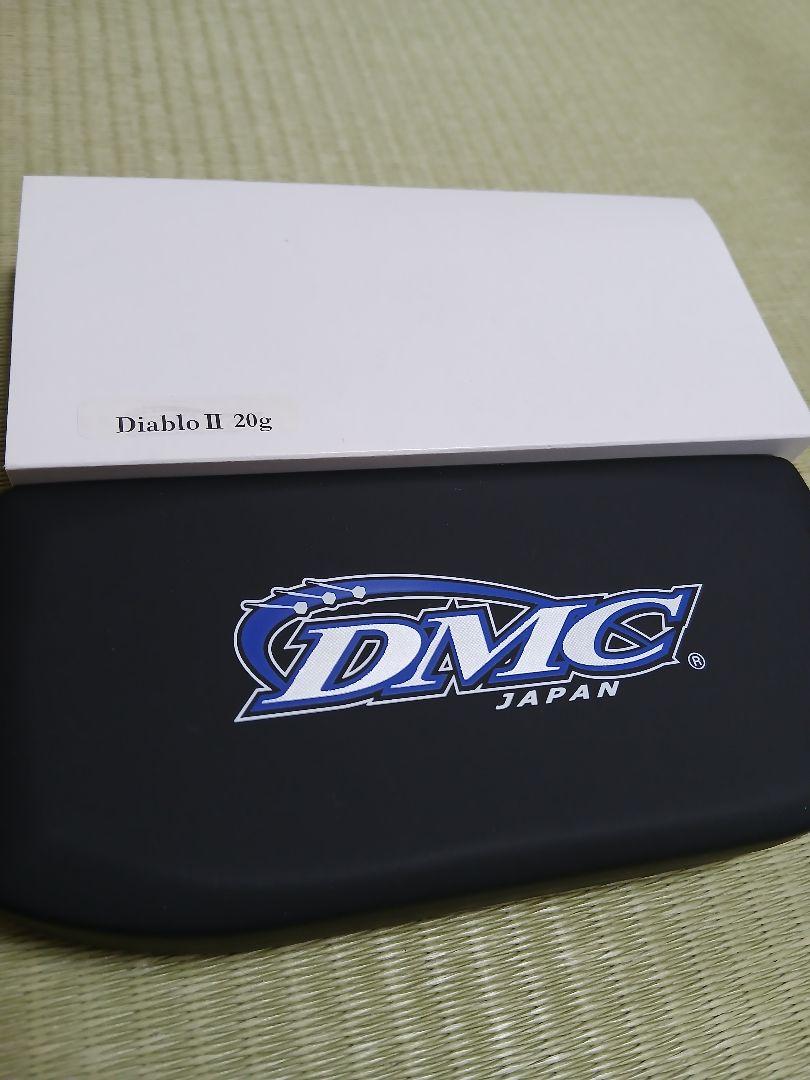 Diablo Ⅱ 20g
DMC
®
JAPAN